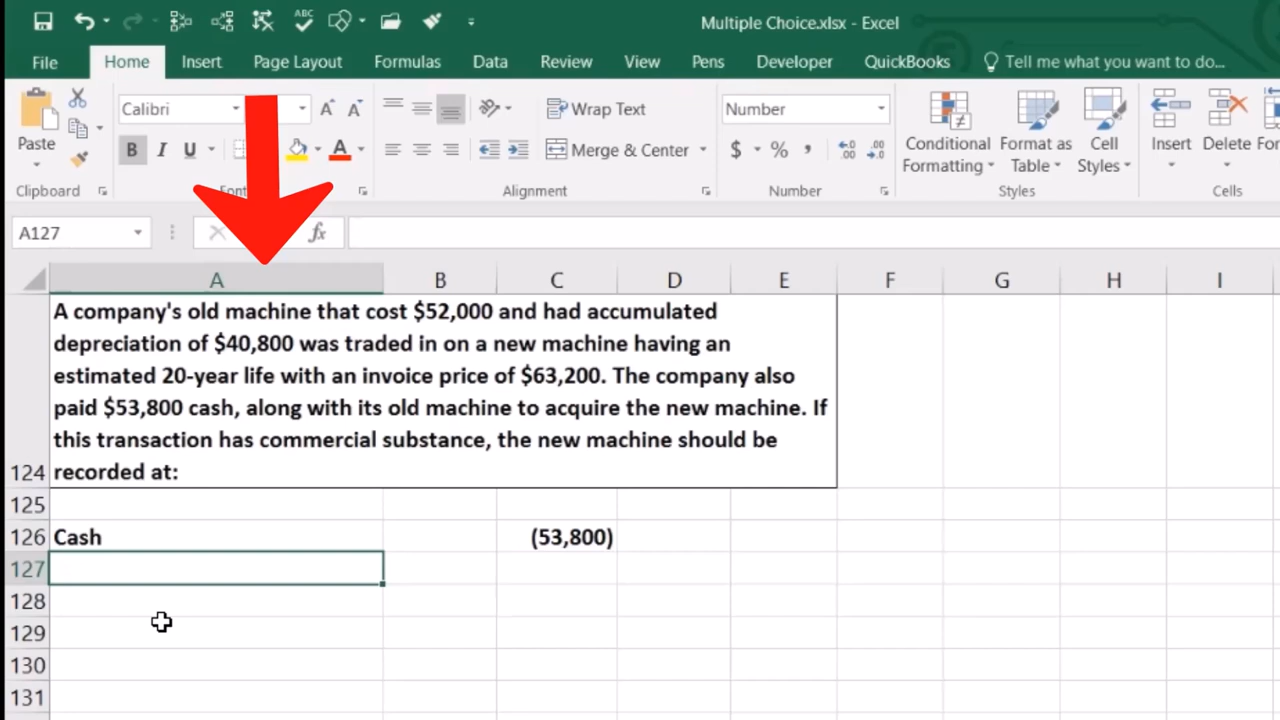 ABC
Multiple Choice.xlsx - Excel
File Home Insert Page Layout Formulas Data Review View Pens Developer QuickBooks Tell me what you want to do...
Calibri
Wrap Text
Number
Paste
B I U
A
Merge & Center
$ % ,
Conditional Formatting
Format as Table
Cell Styles
Insert
Delete
Clipboard
Alignment
Number
Styles
Cells
A127
fx
A B C D E F G H I
A company's old machine that cost $52,000 and had accumulated
depreciation of $40,800 was traded in on a new machine having an
estimated 20-year life with an invoice price of $63,200. The company also
paid $53,800 cash, along with its old machine to acquire the new machine. If
this transaction has commercial substance, the new machine should be
124 recorded at:
125
126 Cash (53,800)
127
128
129
130
131